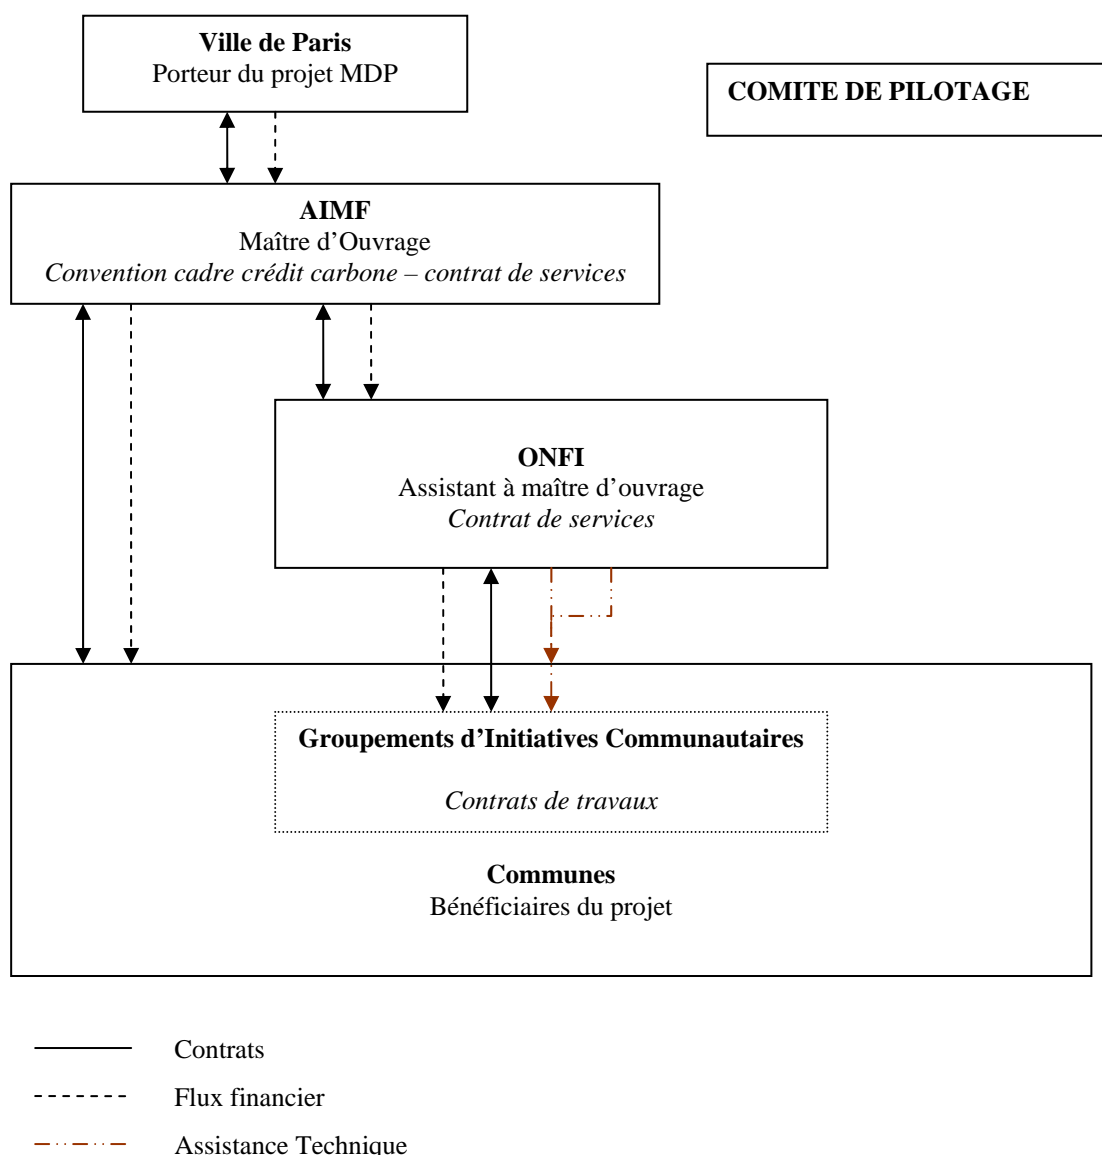 Ville de Paris
Porteur du projet MDP
COMITE DE PILOTAGE
AIMF
Maître d’Ouvrage
Convention cadre crédit carbone – contrat de services
ONFI
Assistant à maître d’ouvrage
Contrat de services
Groupements d’Initiatives Communautaires
Contrats de travaux
Communes
Bénéficiaires du projet
Contrats
Flux financier
Assistance Technique